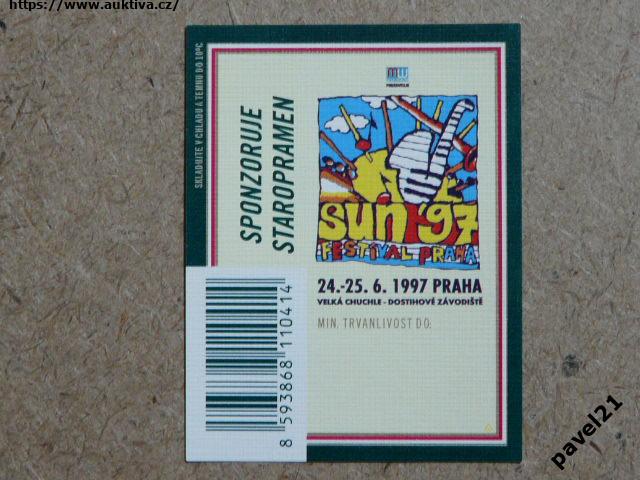 https://www.auktiva.cz/
SKLADUJTE V CHLADU A TEMNU DO 10°C
SPONZORUJE
STAROPRAMEN
MW
SUN '97
FESTIVAL PRAHA
24.-25. 6. 1997 PRAHA
VELKÁ CHUCHLE - DOSTIHOVÉ ZÁVODIŠTĚ
MIN. TRVANLIVOST DO:
8 593868 110414
pavel21